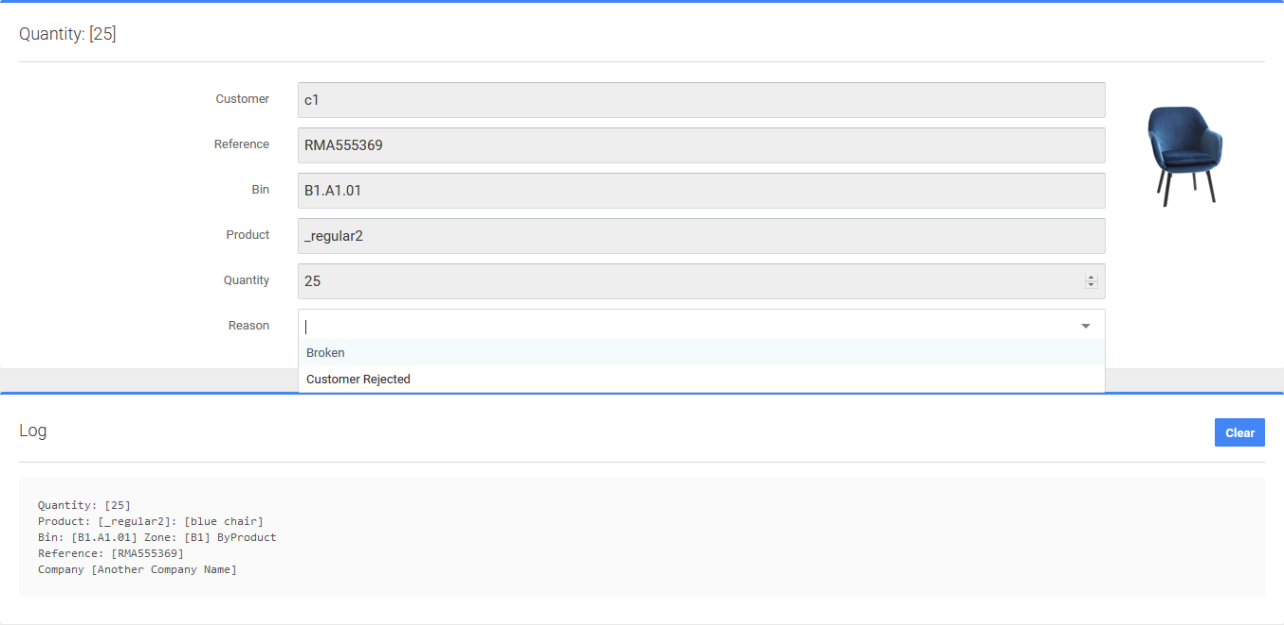 Quantity: [25]
Customer
c1
Reference
RMA555369
Bin
B1.A1.01
Product
_regular2
Quantity
25
Reason
Broken
Customer Rejected
Log
Clear
Quantity: [25]
Product: [_regular2]: [blue chair]
Bin: [B1.A1.01] Zone: [B1] ByProduct
Reference: [RMA555369]
Company [Another Company Name]